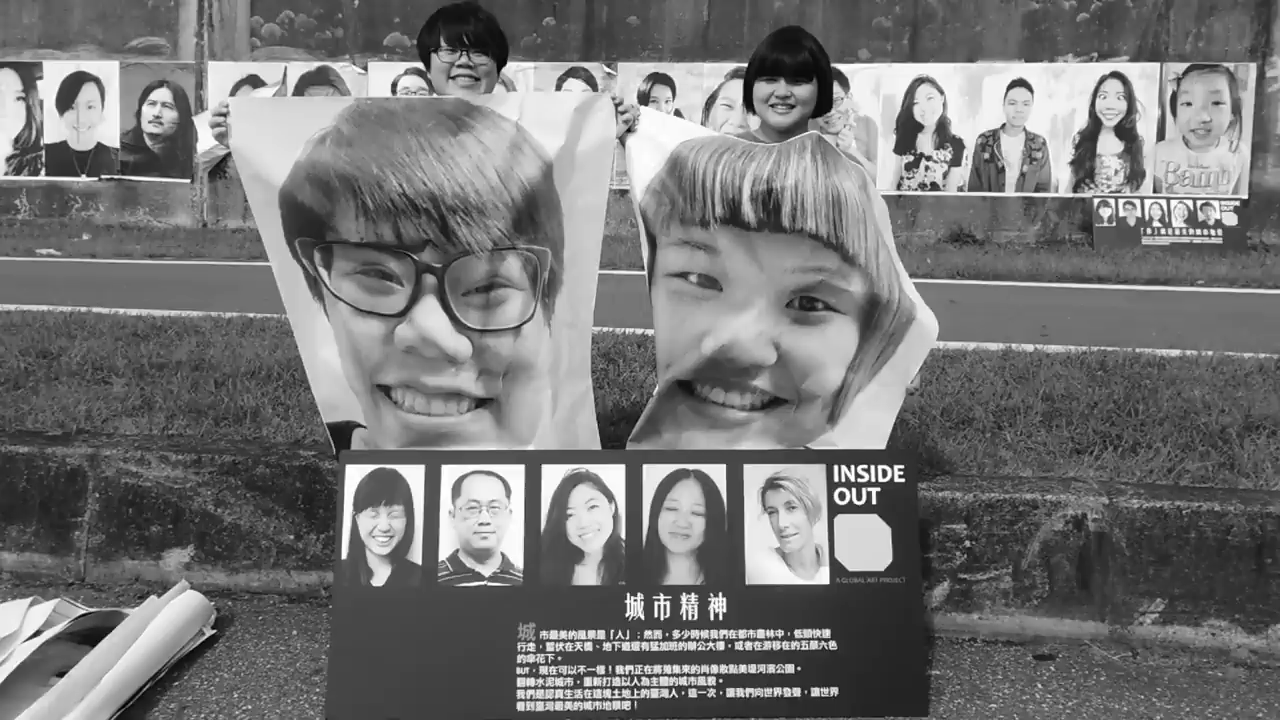 Bambi
INSIDE
OUT
INSIDE
OUT
A GLOBAL ART PROJECT
城市精神
城市最美的風景是「人」；然而，多少時候我們在都市叢林中，低頭快速
行走，蟄伏在天橋、地下道還有猛加班的辦公大樓，或者在游移在的五顏六色
的傘花下。
BUT，現在可以不一樣！我們正在將蒐集來的肖像妝點美堤河濱公園。
翻轉水泥城市，重新打造以人為主體的城市風貌。
我們是認真生活在這塊土地上的臺灣人，這一次，讓我們向世界發聲，讓世界
看到臺灣最美的城市地景吧！